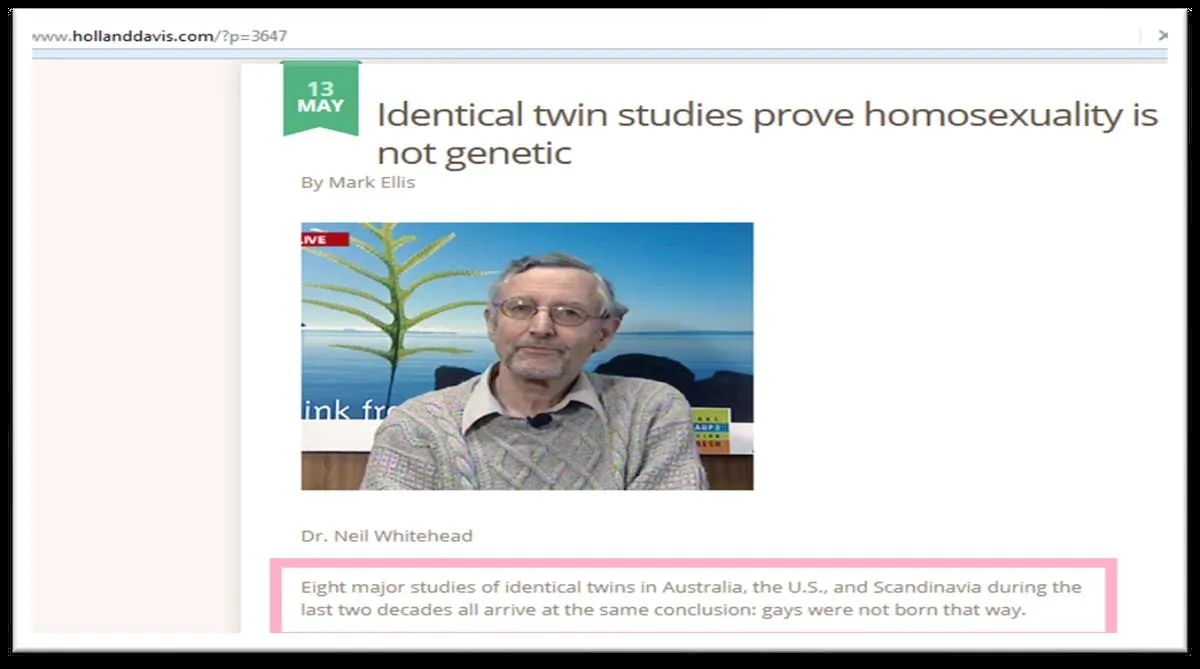 www.hollanddavis.com/?p=3647
13
MAY
Identical twin studies prove homosexuality is
not genetic
By Mark Ellis
LIVE
ink fr
Dr. Neil Whitehead
Eight major studies of identical twins in Australia, the U.S., and Scandinavia during the
last two decades all arrive at the same conclusion: gays were not born that way.